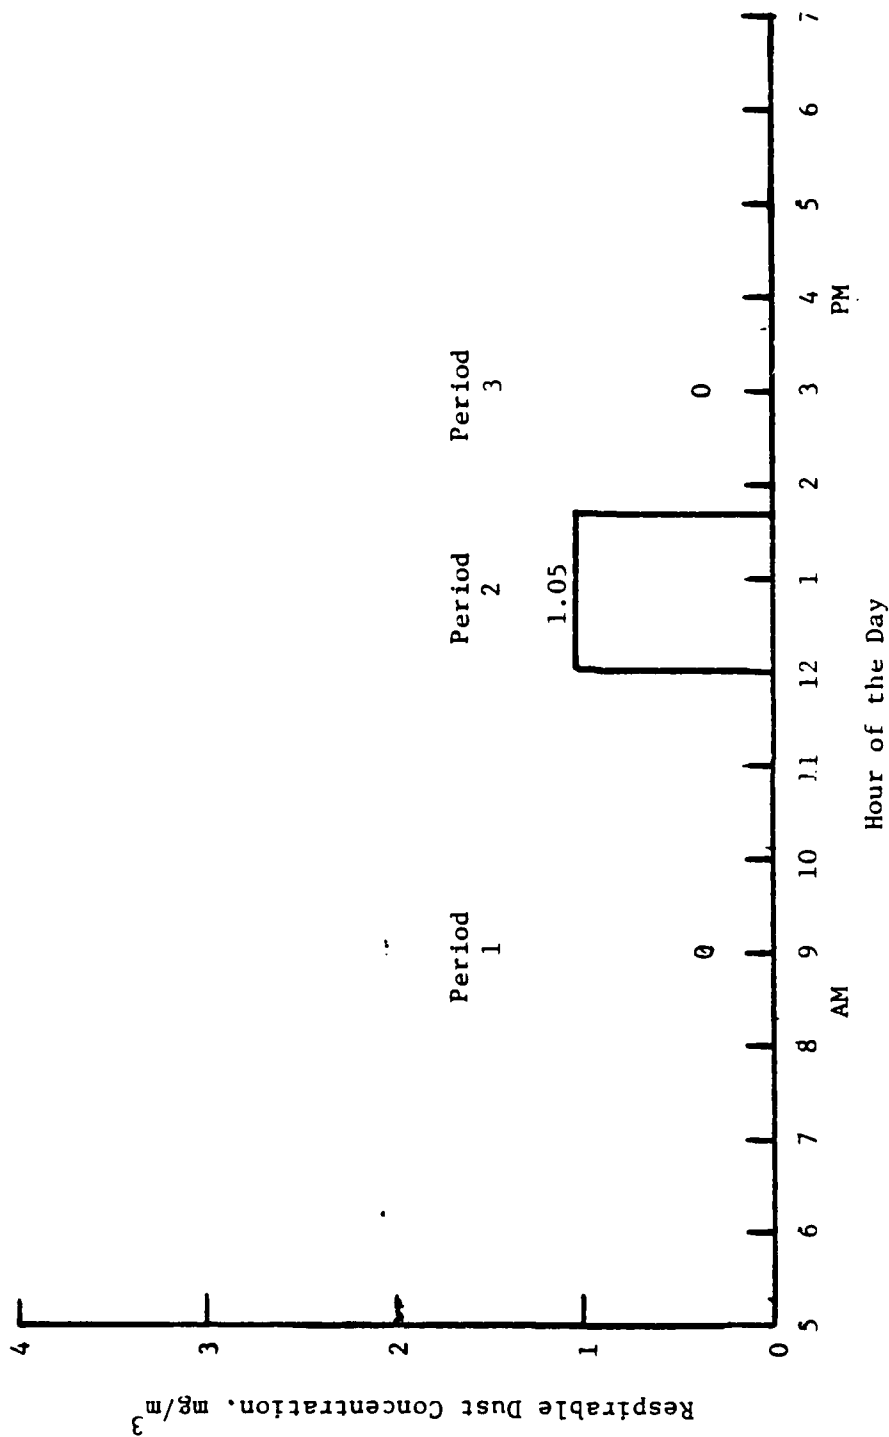 4
3
2
1
0
Respirable Dust Concentration. mg/m3
Period
1
0
Period
2
1.05
Period
3
0
5 6 7 8 9 10 11 12 1 2 3 4 5 6 7
AM PM
Hour of the Day